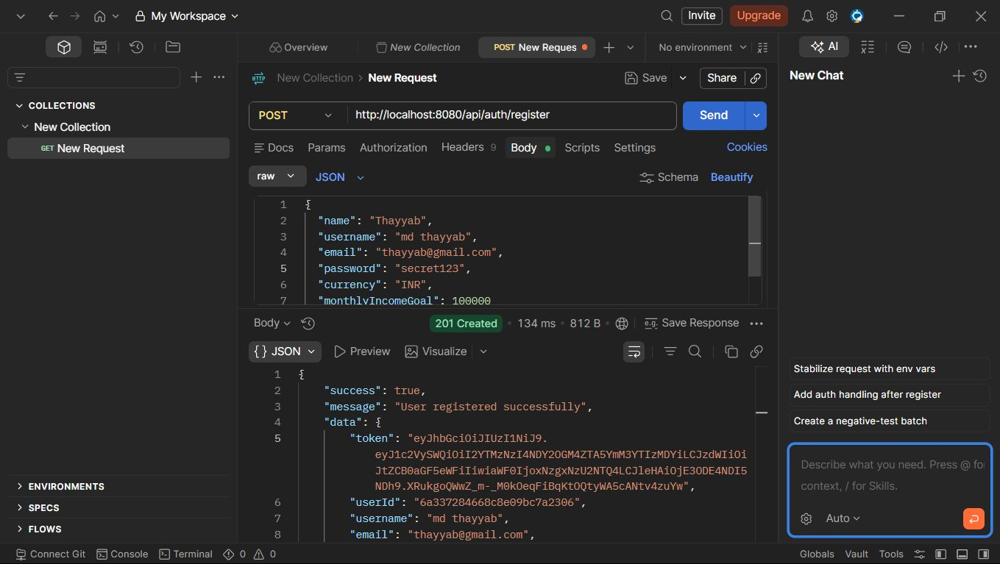 My Workspace
Invite
Upgrade
Overview
New Collection
POST New Reques
No environment
AI
HTTP New Collection > New Request
Save
Share
New Chat
COLLECTIONS
New Collection
GET New Request
POST
http://localhost:8080/api/auth/register
Send
Docs Params Authorization Headers 9 Body Scripts Settings Cookies
raw JSON Schema Beautify
1 {
2 "name": "Thayyab",
3 "username": "md thayyab",
4 "email": "thayyab@gmail.com",
5 "password": "secret123",
6 "currency": "INR",
7 "monthlyIncomeGoal": 100000
Body 201 Created • 134 ms • 812 B • e.g. Save Response
{} JSON Preview Visualize
1 {
2 "success": true,
3 "message": "User registered successfully",
4 "data": {
5 "token": "eyJhbGciOiJIUzI1NiJ9.
eyJ1c2VySWQiOiI2YTMzNzI4NDY2OGM4ZTA5YmM3YTIzMDYiLCJzdWIiOi
JtZCB0aGF5eWFiIiwiaWF0IjoxNzgxNzU2NTQ4LCJleHAiOjE3ODE4NDI5
NDh9.XRukgoQWwZ_m-_M0kOeqFiBqKtOQtyWA5cANtv4zuYw",
6 "userId": "6a337284668c8e09bc7a2306",
7 "username": "md thayyab",
8 "email": "thayyab@gmail.com",
Stabilize request with env vars
Add auth handling after register
Create a negative-test batch
Describe what you need. Press @ for
context, / for Skills.
Auto
ENVIRONMENTS
SPECS
FLOWS
Connect Git Console Terminal 0 0
Globals Vault Tools